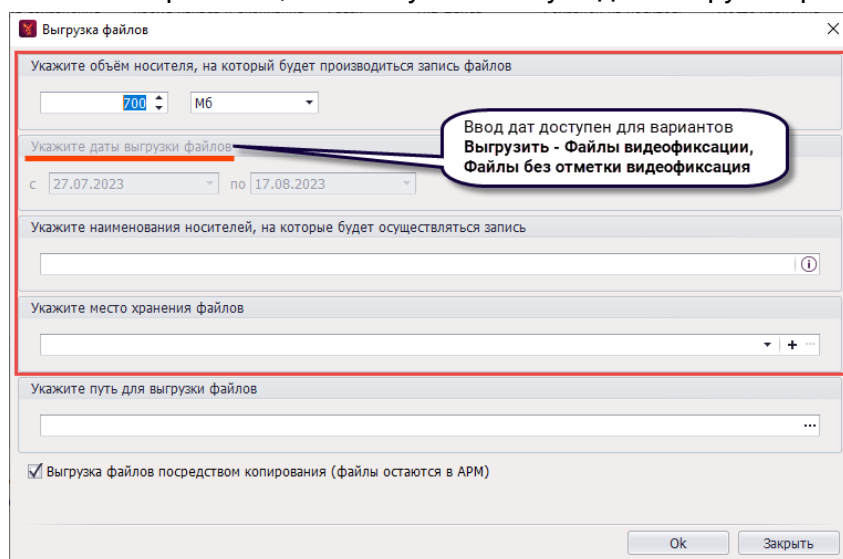 Выгрузка файлов
Укажите объём носителя, на который будет производиться запись файлов
700 Мб
Ввод дат доступен для вариантов
Выгрузить - Файлы видеофиксации,
Файлы без отметки видеофиксация
Укажите даты выгрузки файлов
с 27.07.2023 по 17.08.2023
Укажите наименования носителей, на которые будет осуществляться запись
Укажите место хранения файлов
Укажите путь для выгрузки файлов
Выгрузка файлов посредством копирования (файлы остаются в АРМ)
Ok Закрыть